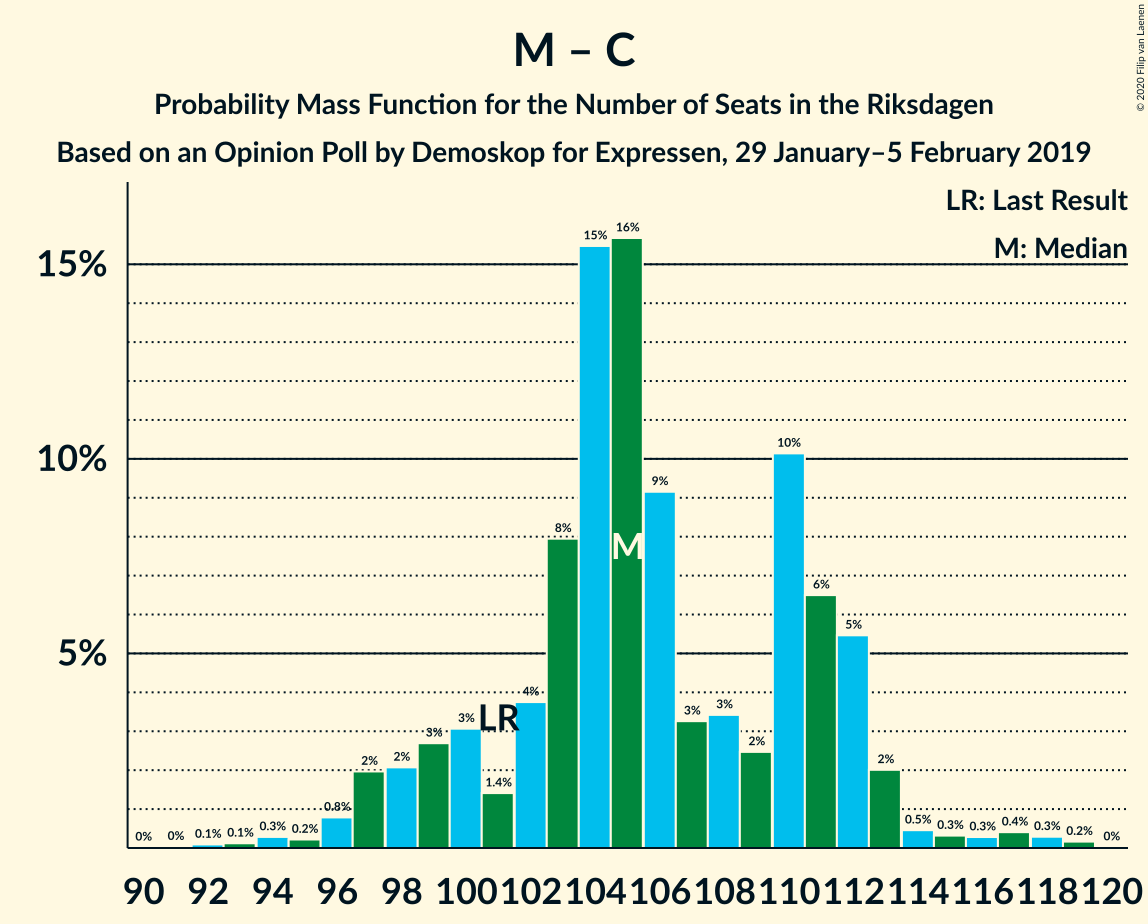 M – C
Probability Mass Function for the Number of Seats in the Riksdagen
Based on an Opinion Poll by Demoskop for Expressen, 29 January–5 February 2019
© 2020 Filip van Laenen
LR: Last Result
M: Median
15%
10%
5%
0% 0% 0.1% 0.1% 0.3% 0.2% 0.8% 2% 2% 3% 3% 1.4% 4% 8% 15% 16% 9% 3% 3% 2% 10% 6% 5% 2% 0.5% 0.3% 0.3% 0.4% 0.3% 0.2% 0%
LR
M
90 92 94 96 98 100 102 104 106 108 110 112 114 116 118 120